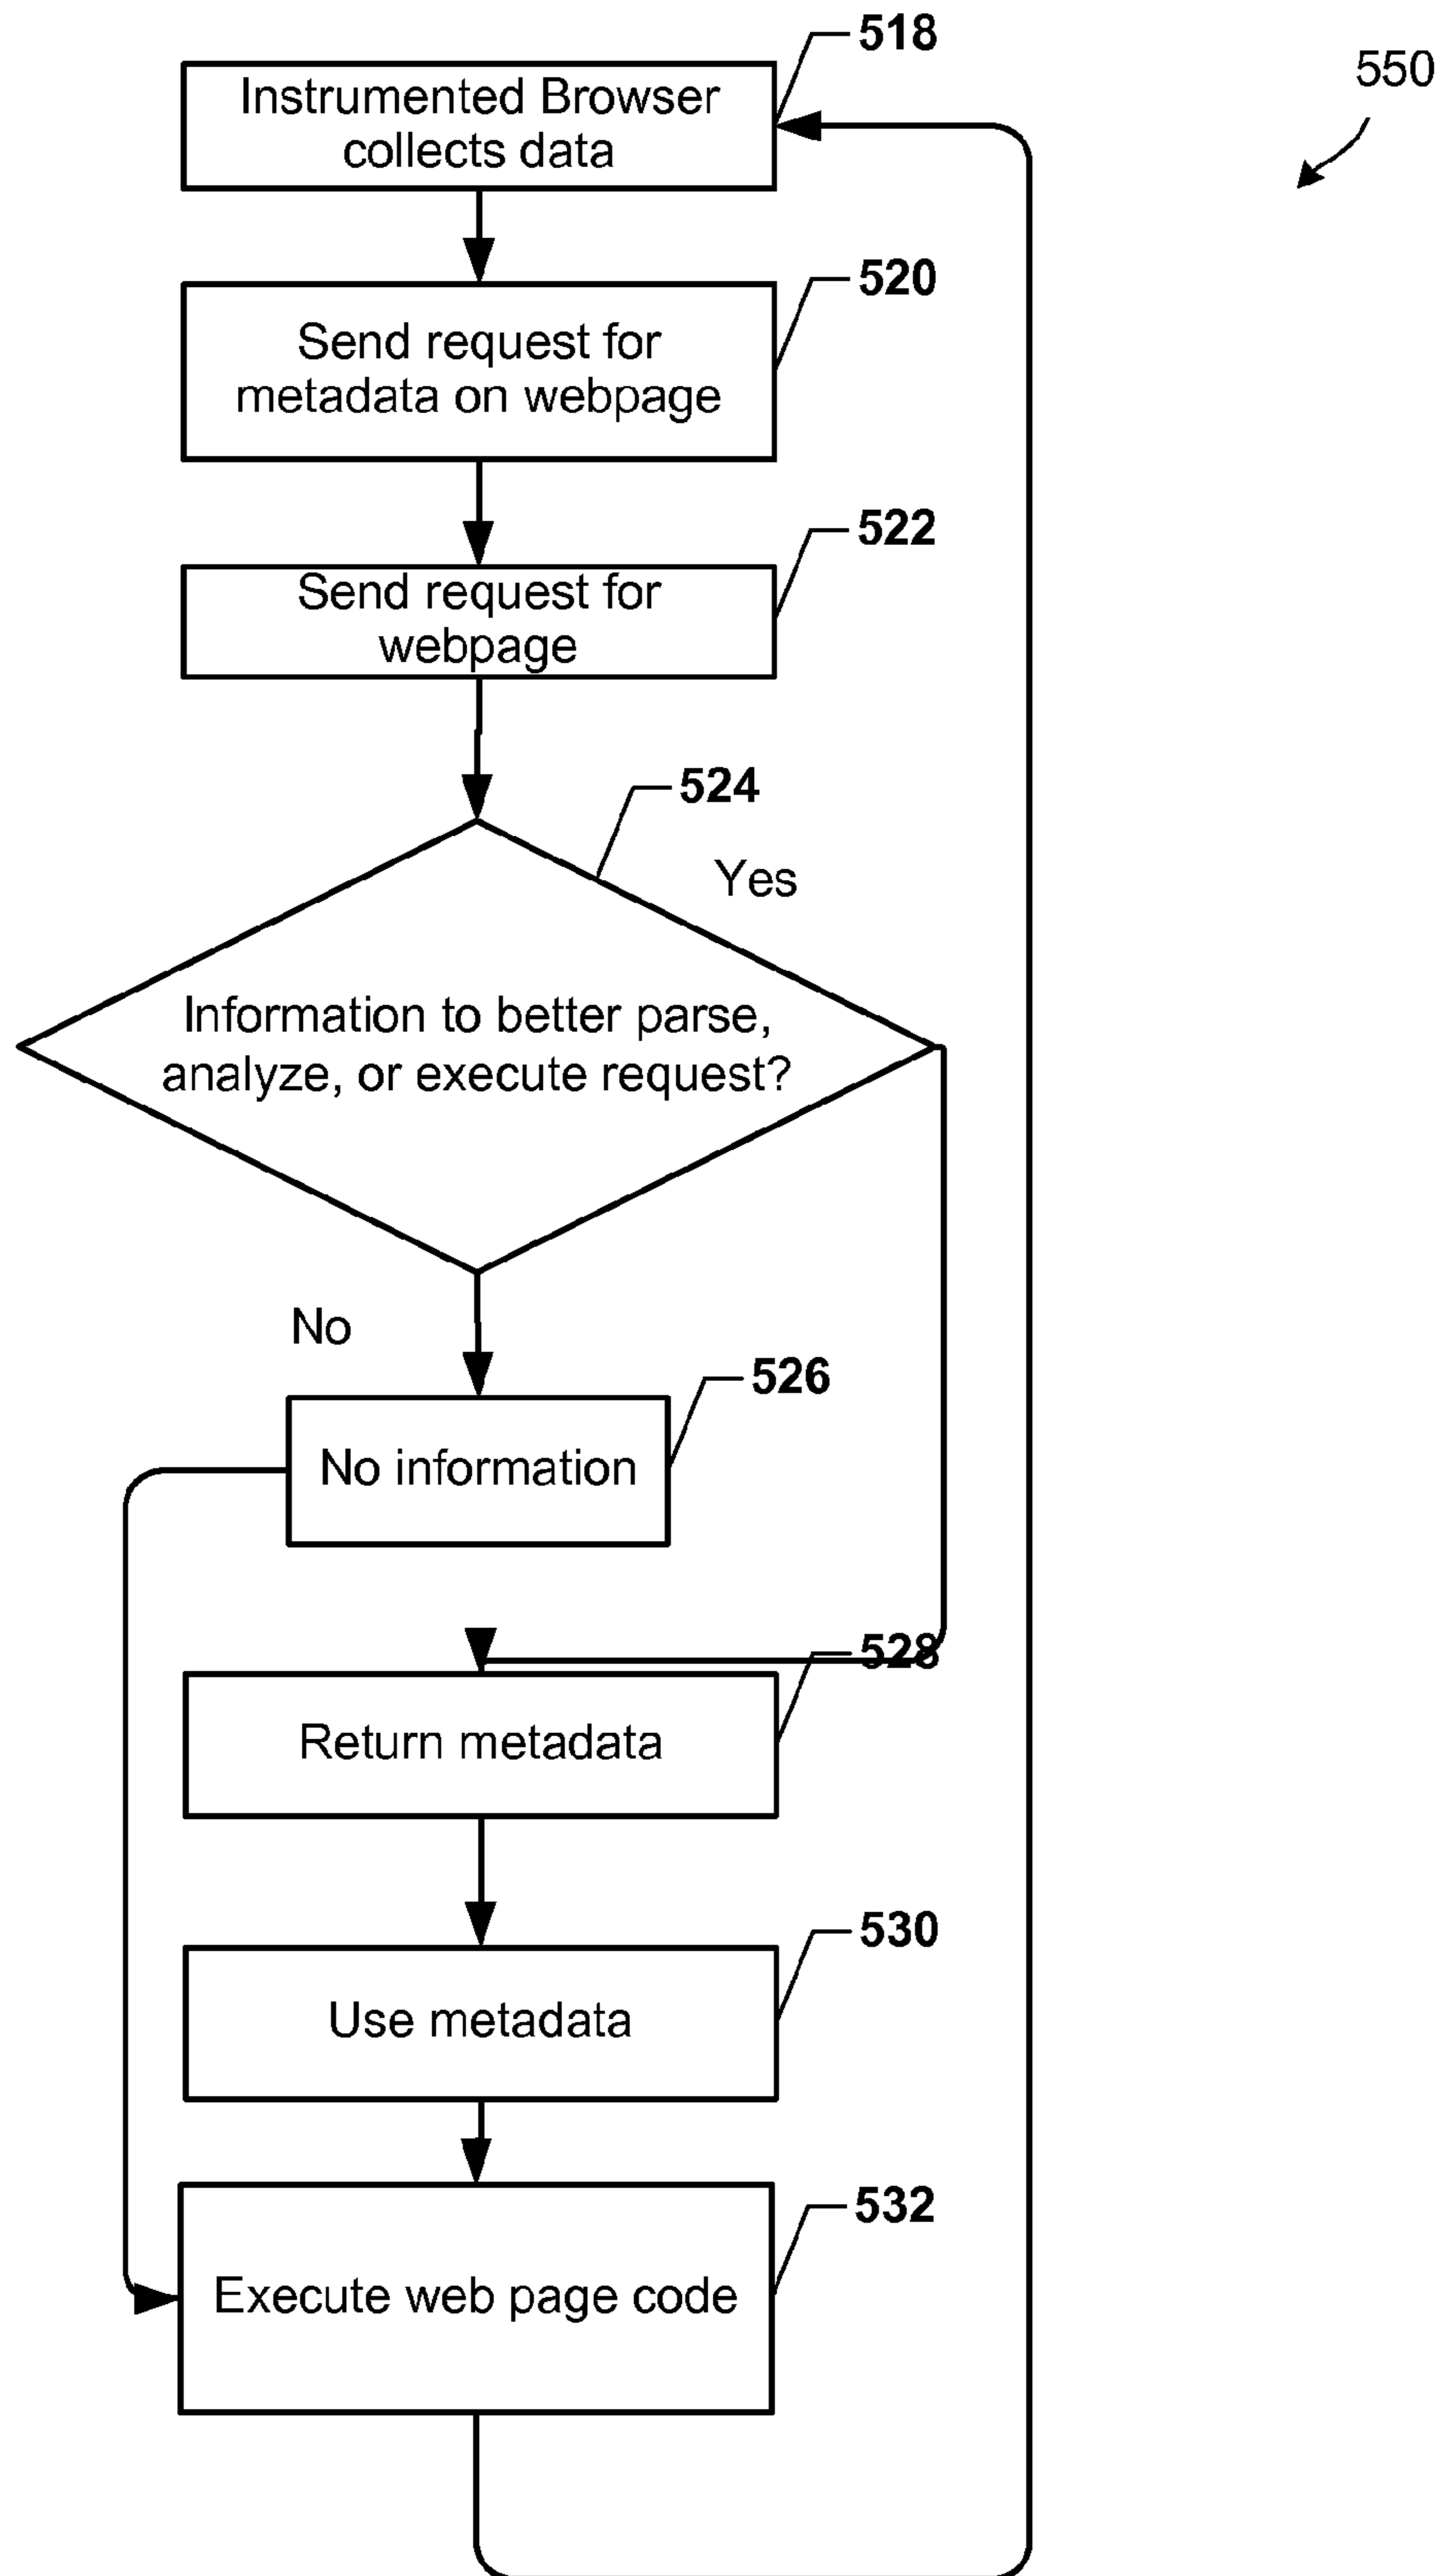 518
550
Instrumented Browser
collects data
520
Send request for
metadata on webpage
522
Send request for
webpage
524
Yes
Information to better parse,
analyze, or execute request?
No
526
No information
528
Return metadata
530
Use metadata
532
Execute web page code